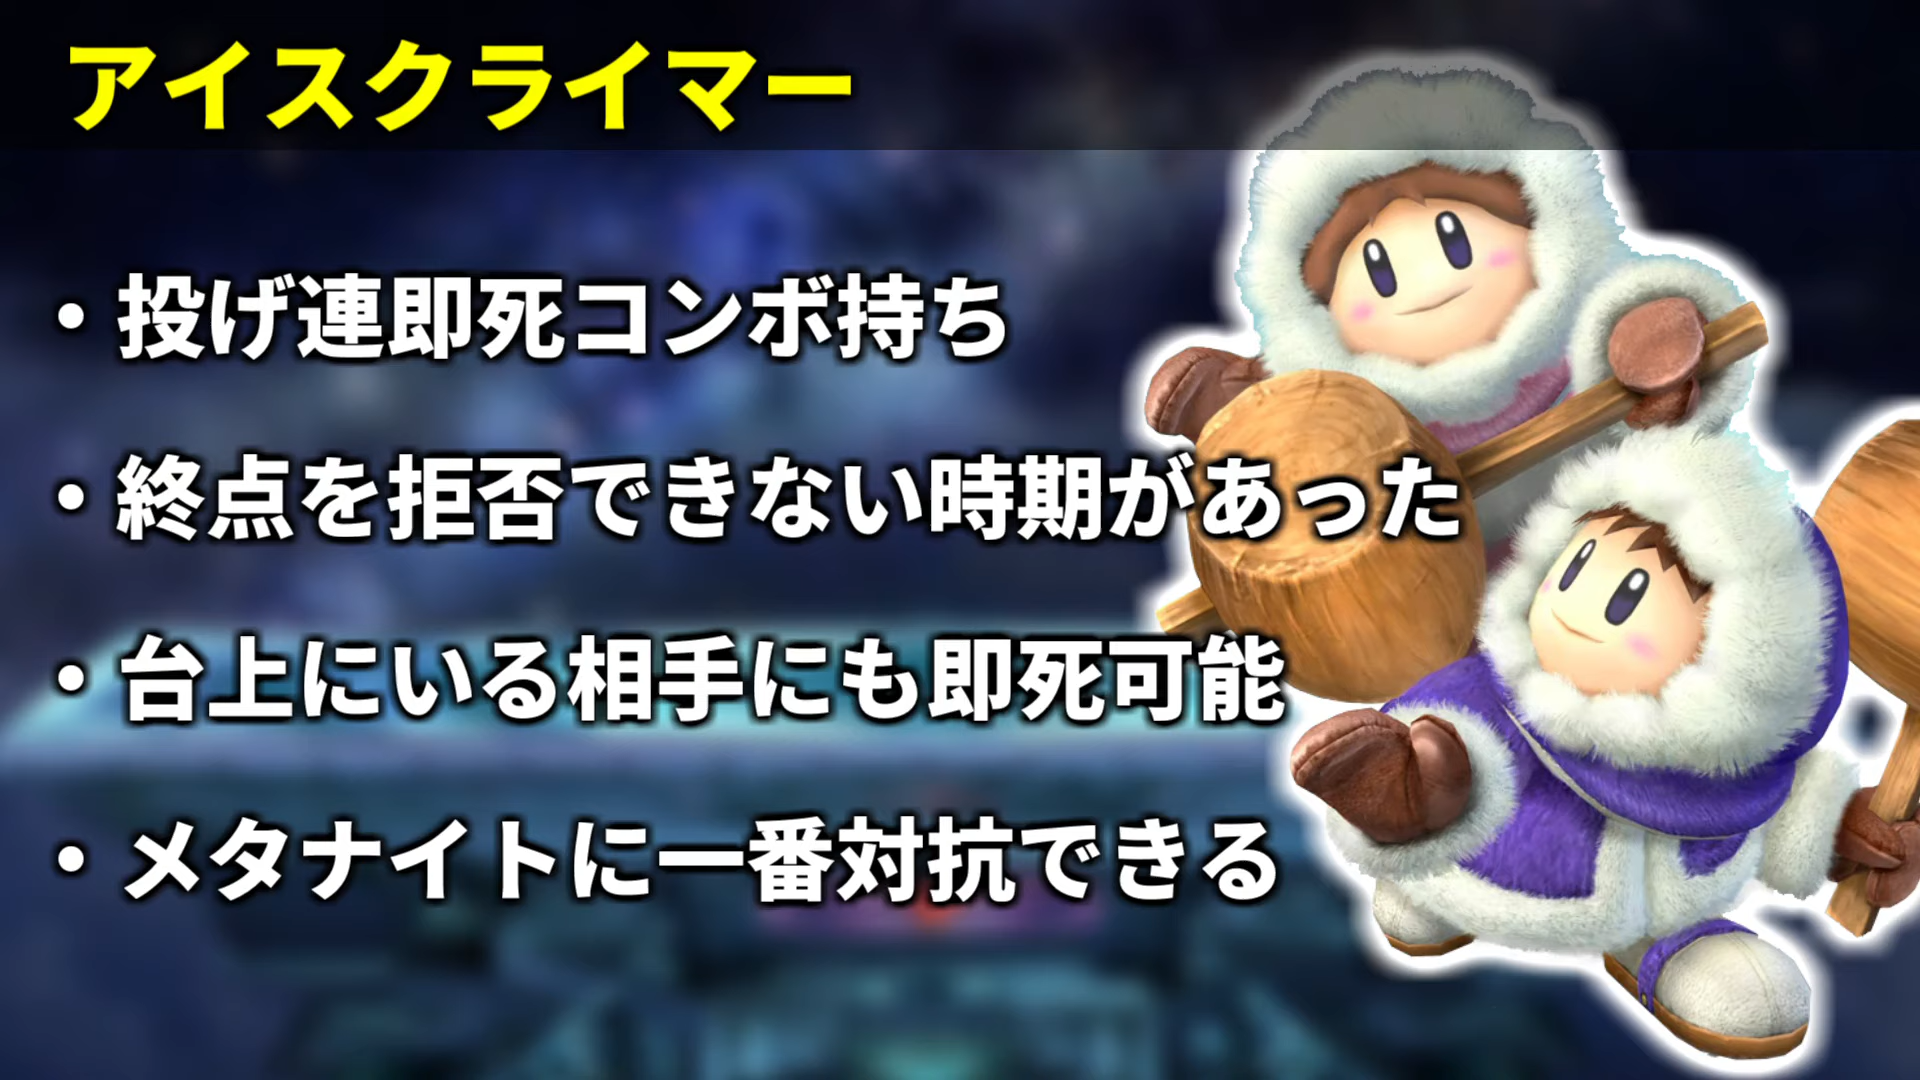 アイスクライマー
・投げ連即死コンボ持ち
・終点を拒否できない時期があった
・台上にいる相手にも即死可能
・メタナイトに一番対抗できる